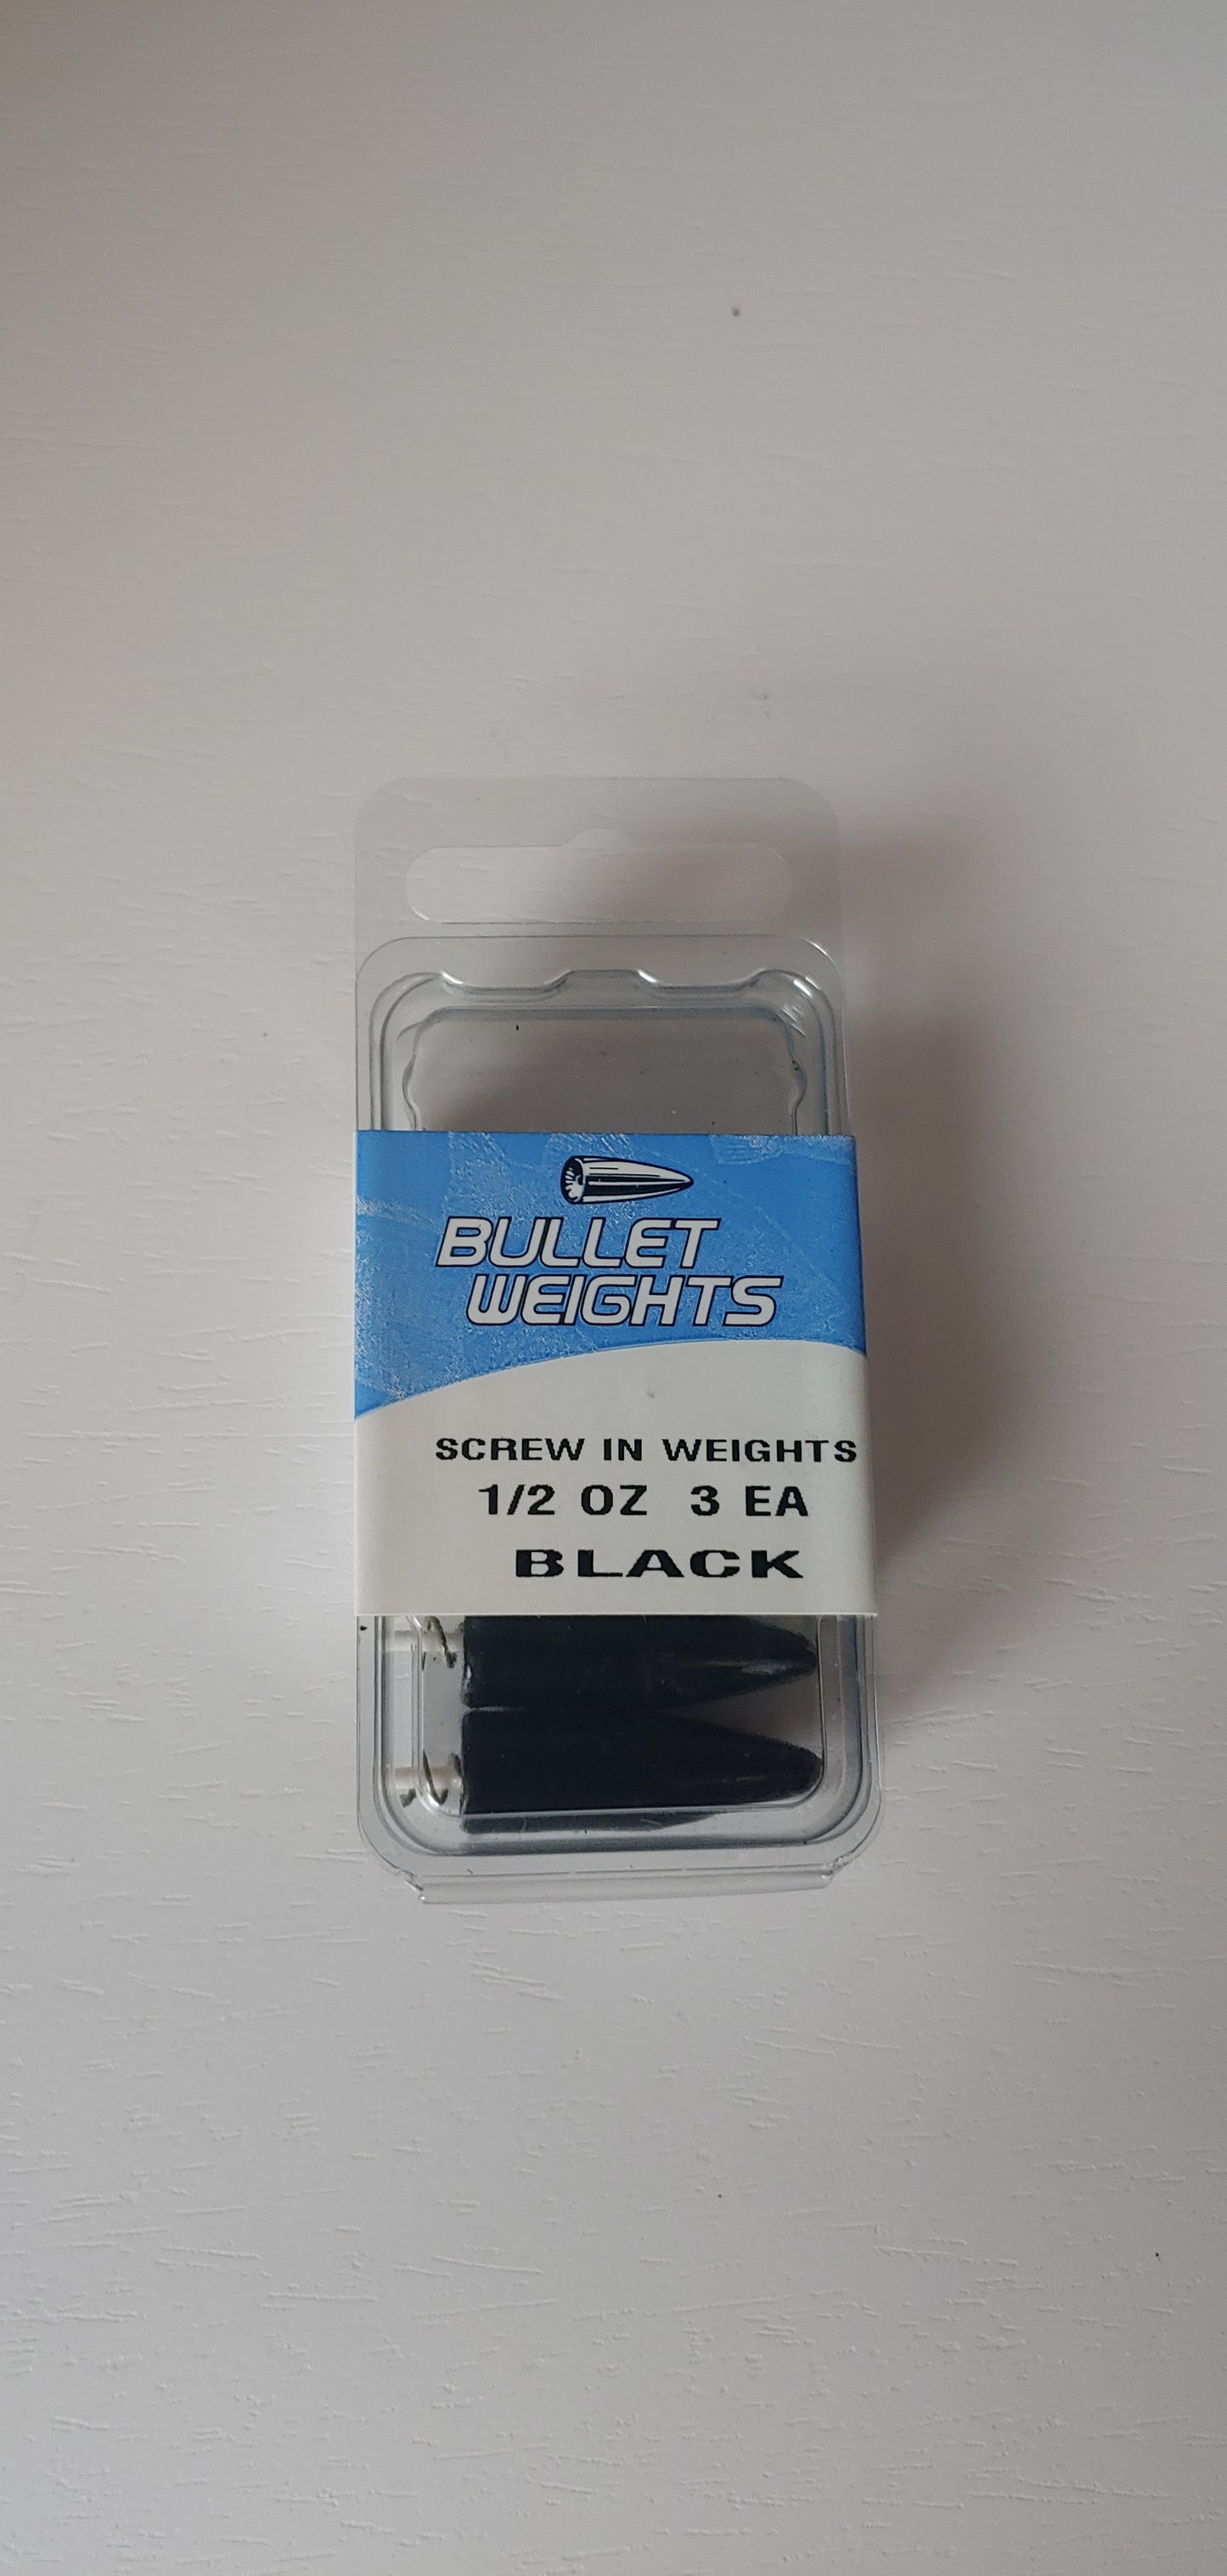 BULLET
WEIGHTS
SCREW IN WEIGHTS
1/2 OZ 3 EA
BLACK